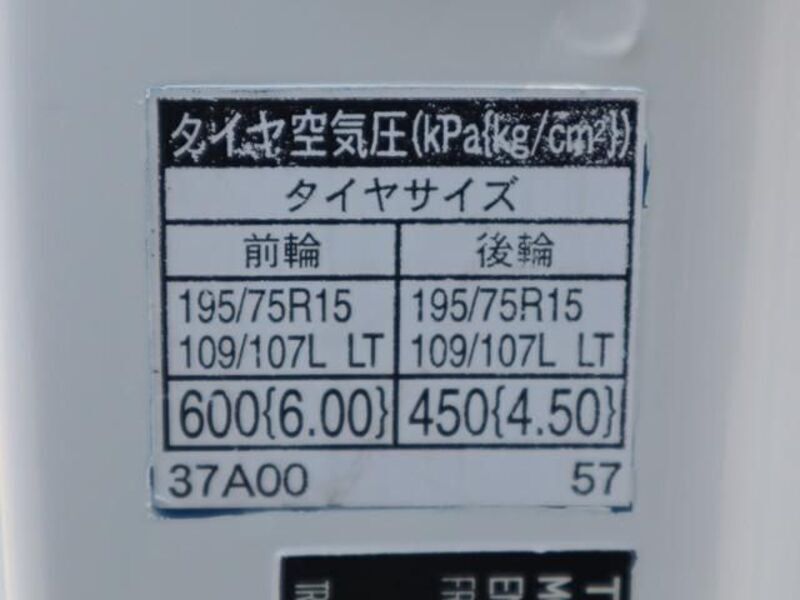 タイヤ空気圧(kPa{kg/cm²})
タイヤサイズ
前輪 後輪
195/75R15 195/75R15
109/107L LT 109/107L LT
600{6.00} 450{4.50}
37A00 57